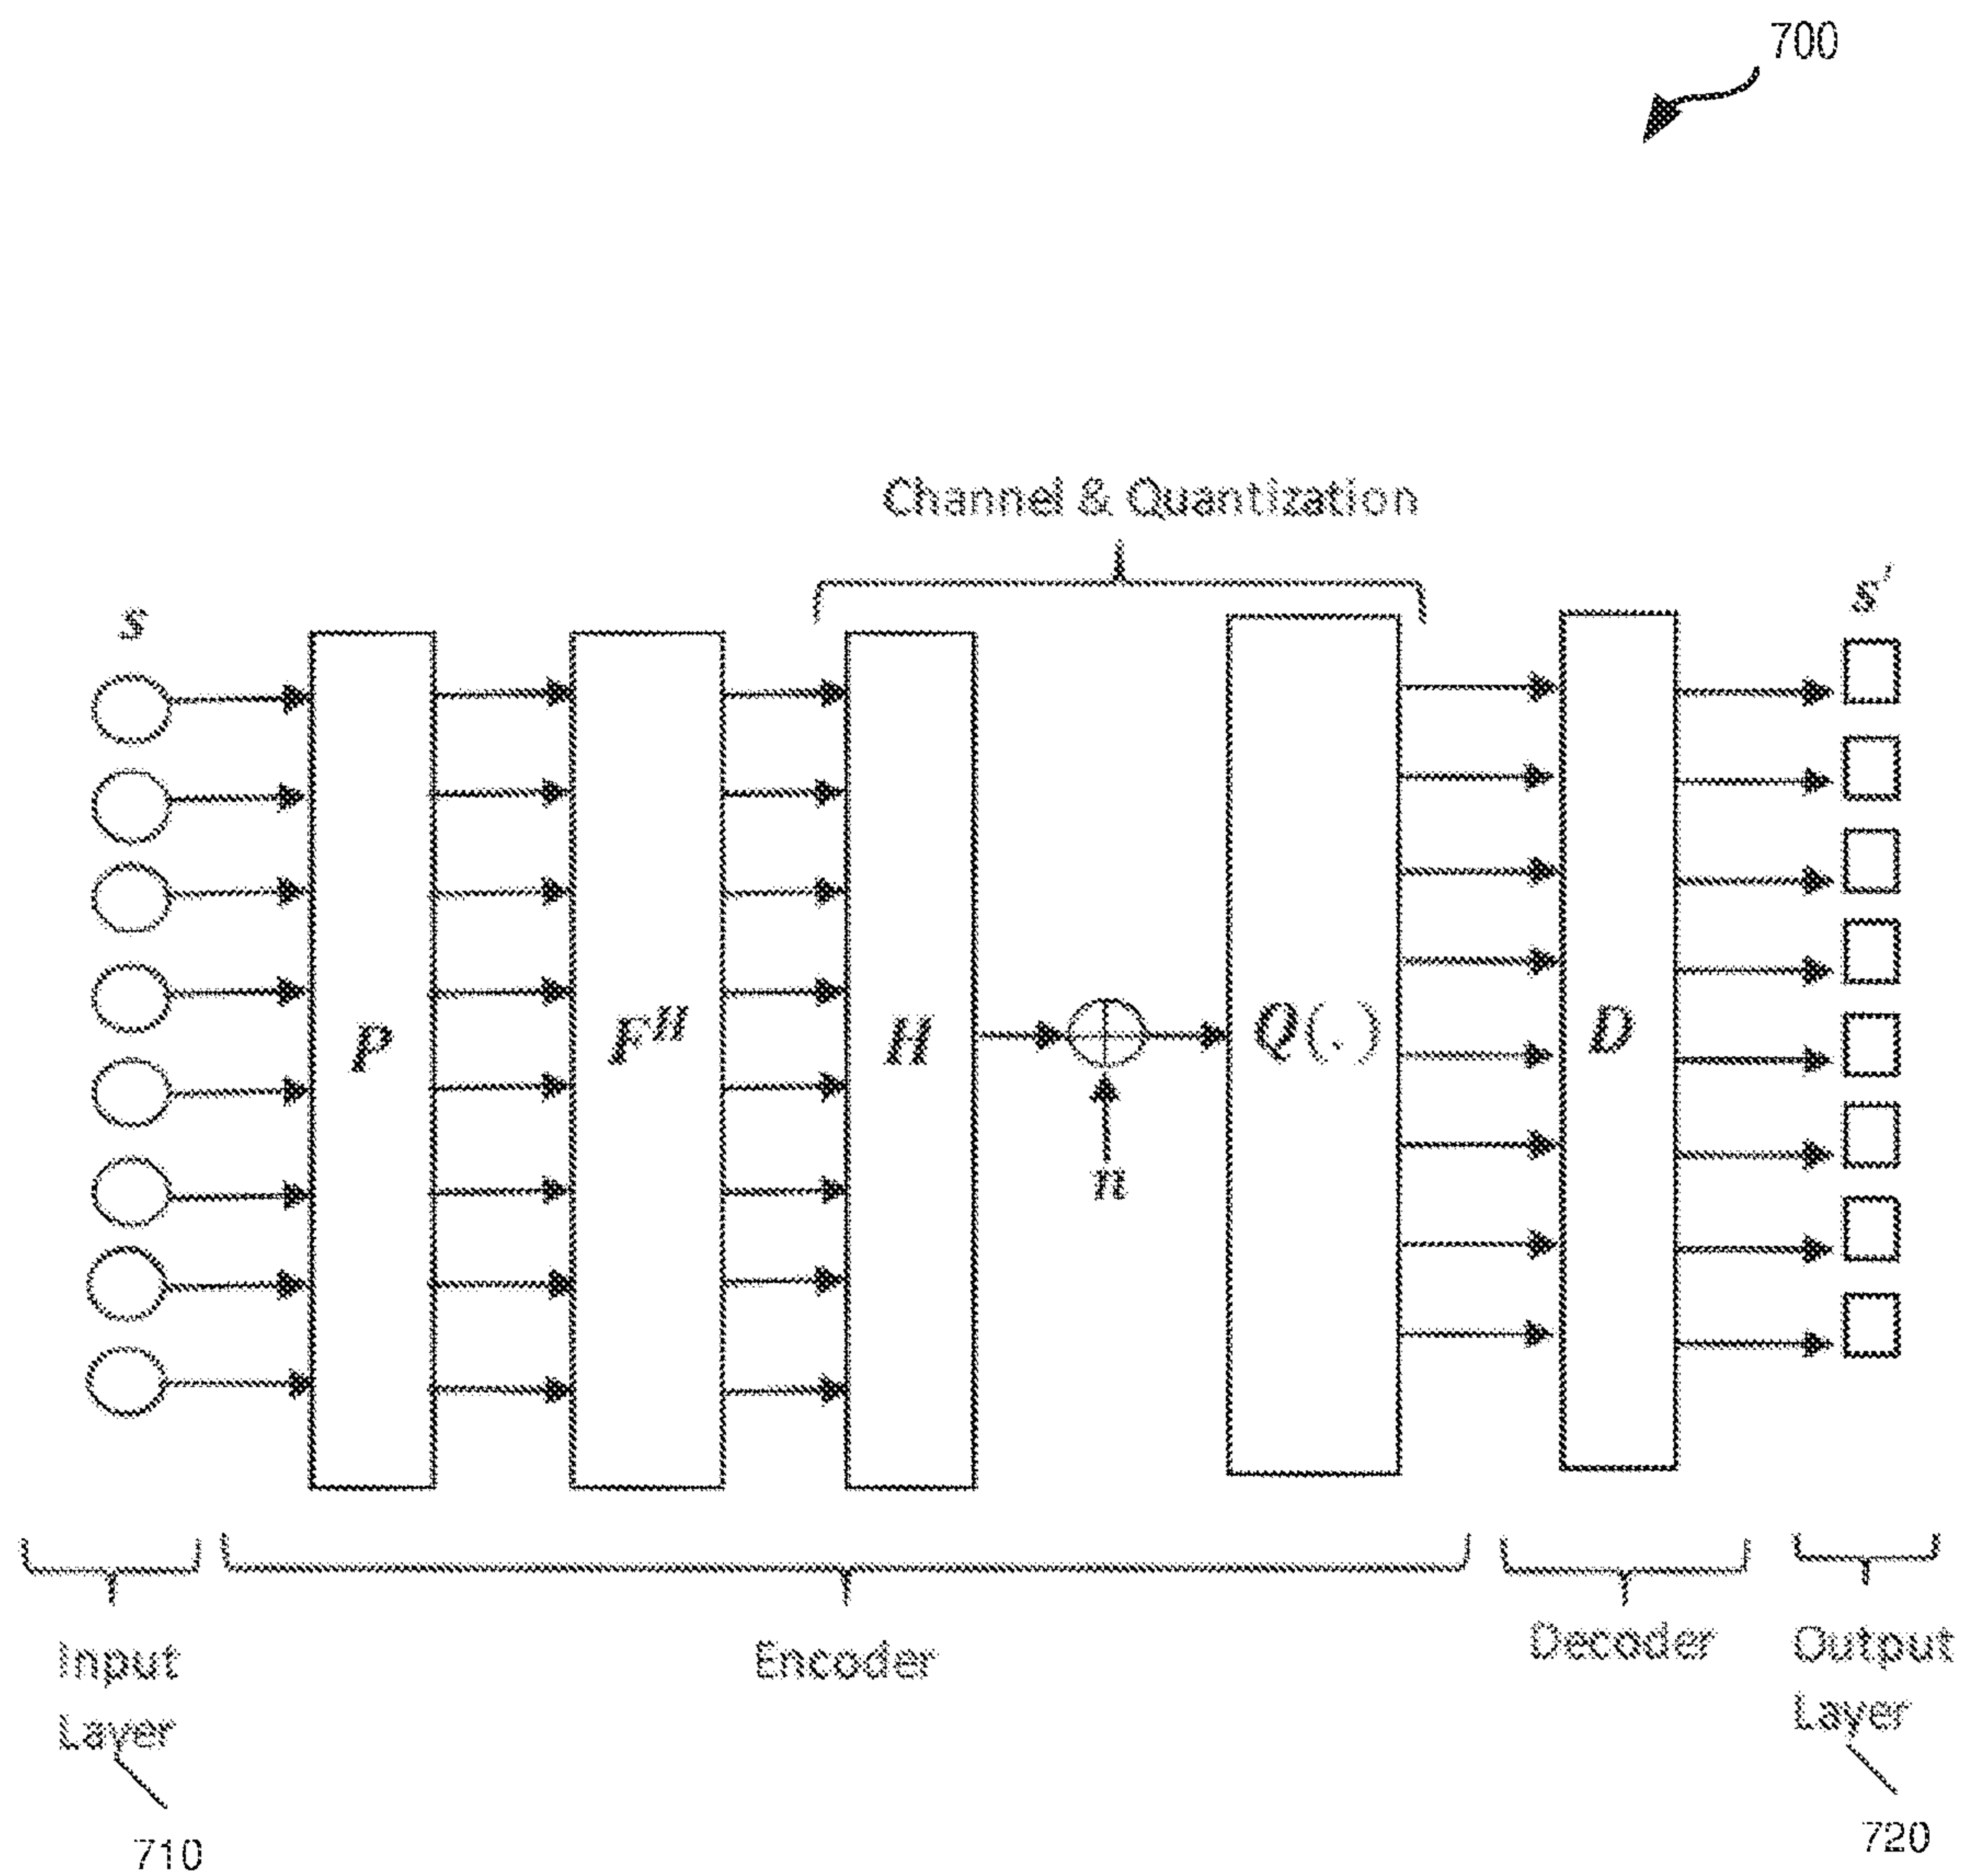 700
Channel & Quantization
s
s'
P
F^H
H
Q(.)
D
n
Input
Layer
Encoder
Decoder
Output
Layer
710
720